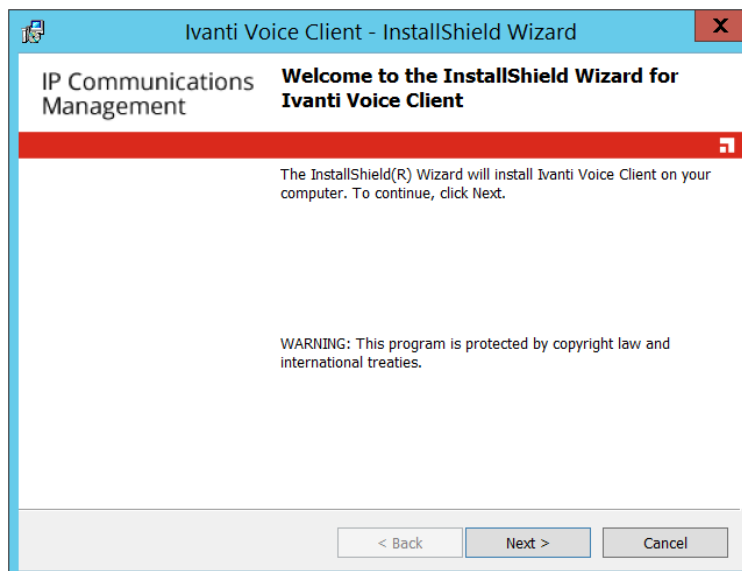 Ivanti Voice Client - InstallShield Wizard
X
IP Communications
Management
Welcome to the InstallShield Wizard for
Ivanti Voice Client
The InstallShield(R) Wizard will install Ivanti Voice Client on your
computer. To continue, click Next.
WARNING: This program is protected by copyright law and
international treaties.
< Back
Next >
Cancel